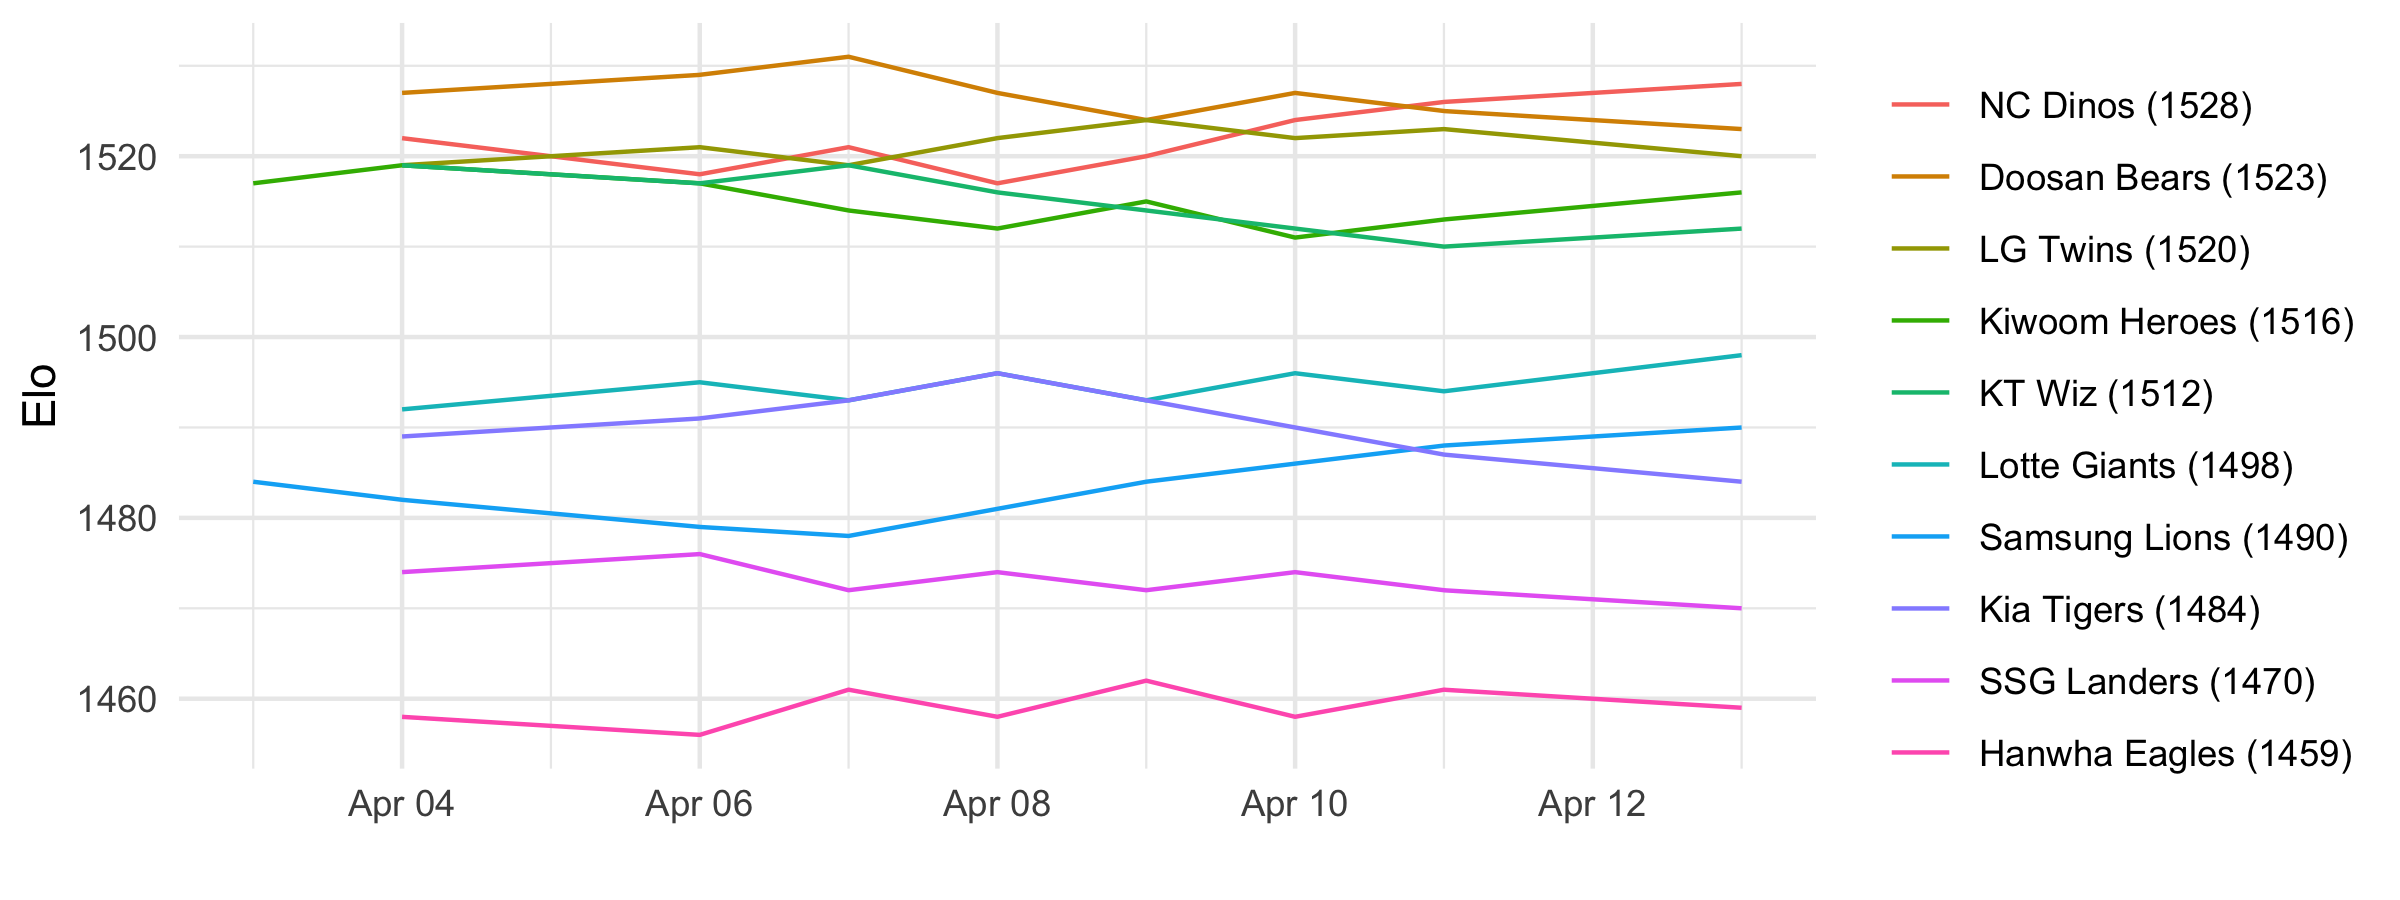 Elo
1520
1500
1480
1460
Apr 04
Apr 06
Apr 08
Apr 10
Apr 12
NC Dinos (1528)
Doosan Bears (1523)
LG Twins (1520)
Kiwoom Heroes (1516)
KT Wiz (1512)
Lotte Giants (1498)
Samsung Lions (1490)
Kia Tigers (1484)
SSG Landers (1470)
Hanwha Eagles (1459)